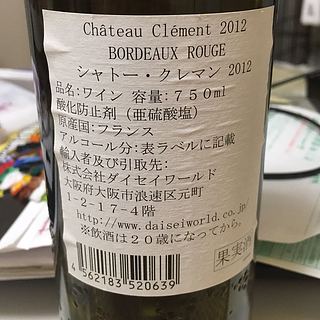 Château Clément 2012
BORDEAUX ROUGE
シャトー・クレマン 2012
品名:ワイン 容量:750ml
酸化防止剤(亜硫酸塩)
原産国:フランス
アルコール分:表ラベルに記載
輸入者及び引取先:
株式会社ダイセイワールド
大阪府大阪市浪速区元町
1-2-17-4階
http://www.daiseiworld.co.jp/
※飲酒は20歳になってから。
果実酒
4 562183 520639